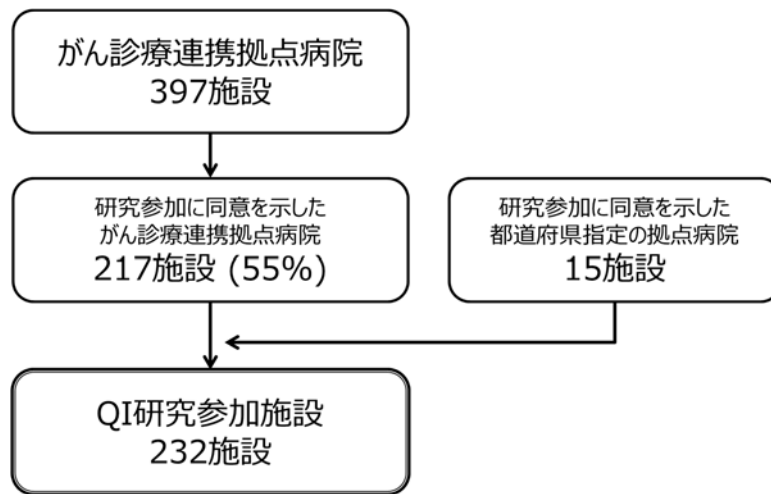 がん診療連携拠点病院
397施設
研究参加に同意を示した
がん診療連携拠点病院
217施設 (55%)
研究参加に同意を示した
都道府県指定の拠点病院
15施設
QI研究参加施設
232施設